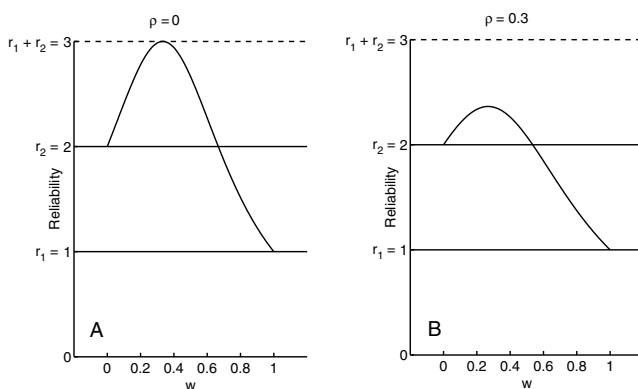 ρ = 0
r₁ + r₂ = 3
r₂ = 2
Reliability
r₁ = 1
A
0
0 0.2 0.4 0.6 0.8 1
w
ρ = 0.3
r₁ + r₂ = 3
r₂ = 2
Reliability
r₁ = 1
B
0
0 0.2 0.4 0.6 0.8 1
w